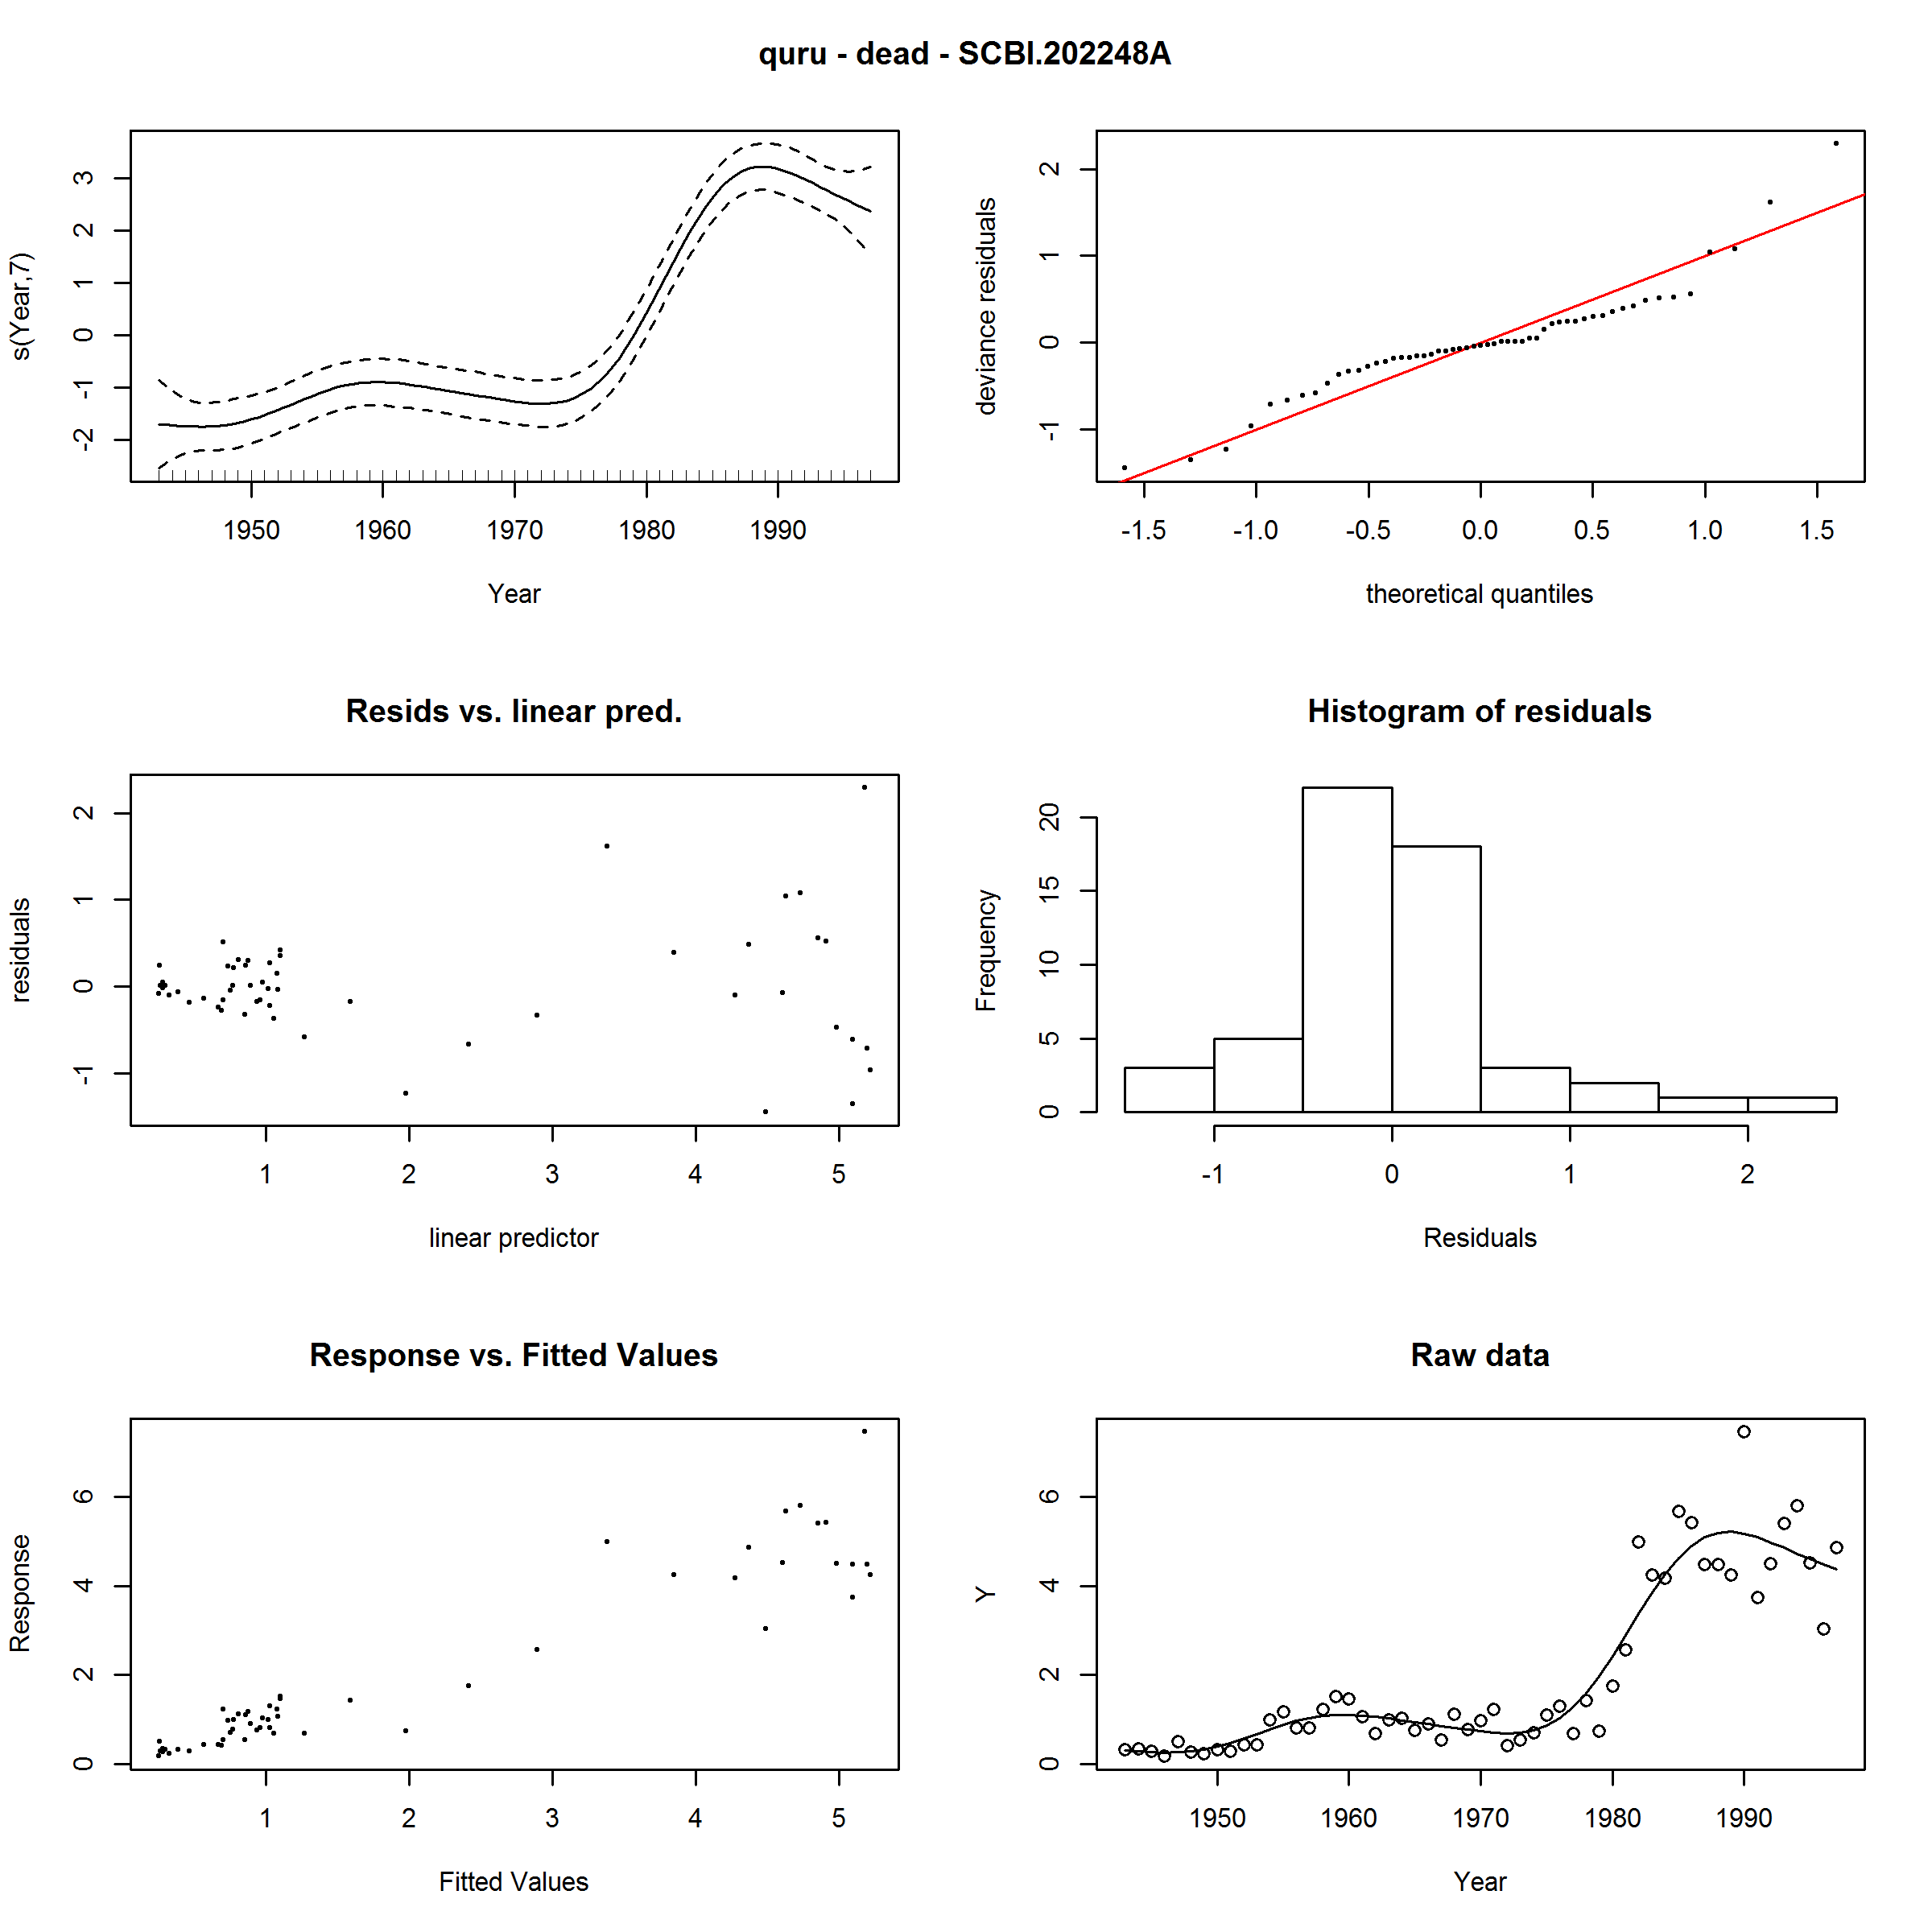 quru - dead - SCBI.202248A
s(Year,7)
3
2
1
0
-1
-2
1950 1960 1970 1980 1990
Year
deviance residuals
2
1
0
-1
-1.5 -1.0 -0.5 0.0 0.5 1.0 1.5
theoretical quantiles
Resids vs. linear pred.
residuals
2
1
0
-1
1 2 3 4 5
linear predictor
Histogram of residuals
Frequency
20
15
10
5
0
-1 0 1 2
Residuals
Response vs. Fitted Values
Response
6
4
2
0
1 2 3 4 5
Fitted Values
Raw data
Y
6
4
2
0
1950 1960 1970 1980 1990
Year